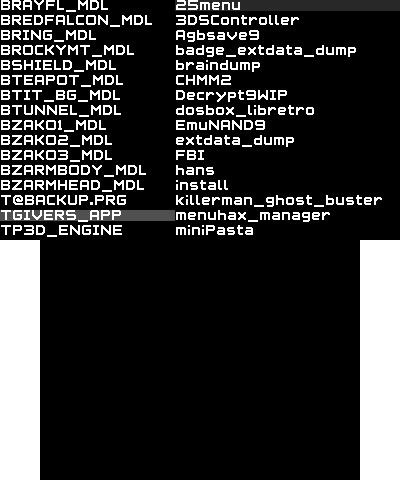 BRAYFL_MDL 25menu
BREDFALCON_MDL 3DSController
BRING_MDL Agbsave9
BROCKYMT_MDL badge_extdata_dump
BSHIELD_MDL braindump
BTEAPOT_MDL CHMM2
BTIT_BG_MDL Decrypt9WIP
BTUNNEL_MDL dosbox_libretro
BZAKO1_MDL EmuNAND9
BZAKO2_MDL extdata_dump
BZAKO3_MDL FBI
BZARMBODY_MDL hans
BZARMHEAD_MDL install
T@BACKUP.PRG killerman_ghost_buster
TGIVERS_APP menuhax_manager
TP3D_ENGINE miniPasta